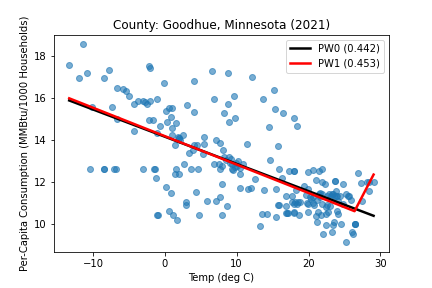 County: Goodhue, Minnesota (2021)
PW0 (0.442)
PW1 (0.453)
Per-Capita Consumption (MMBtu/1000 Households)
18
16
14
12
10
−10
0
10
20
30
Temp (deg C)